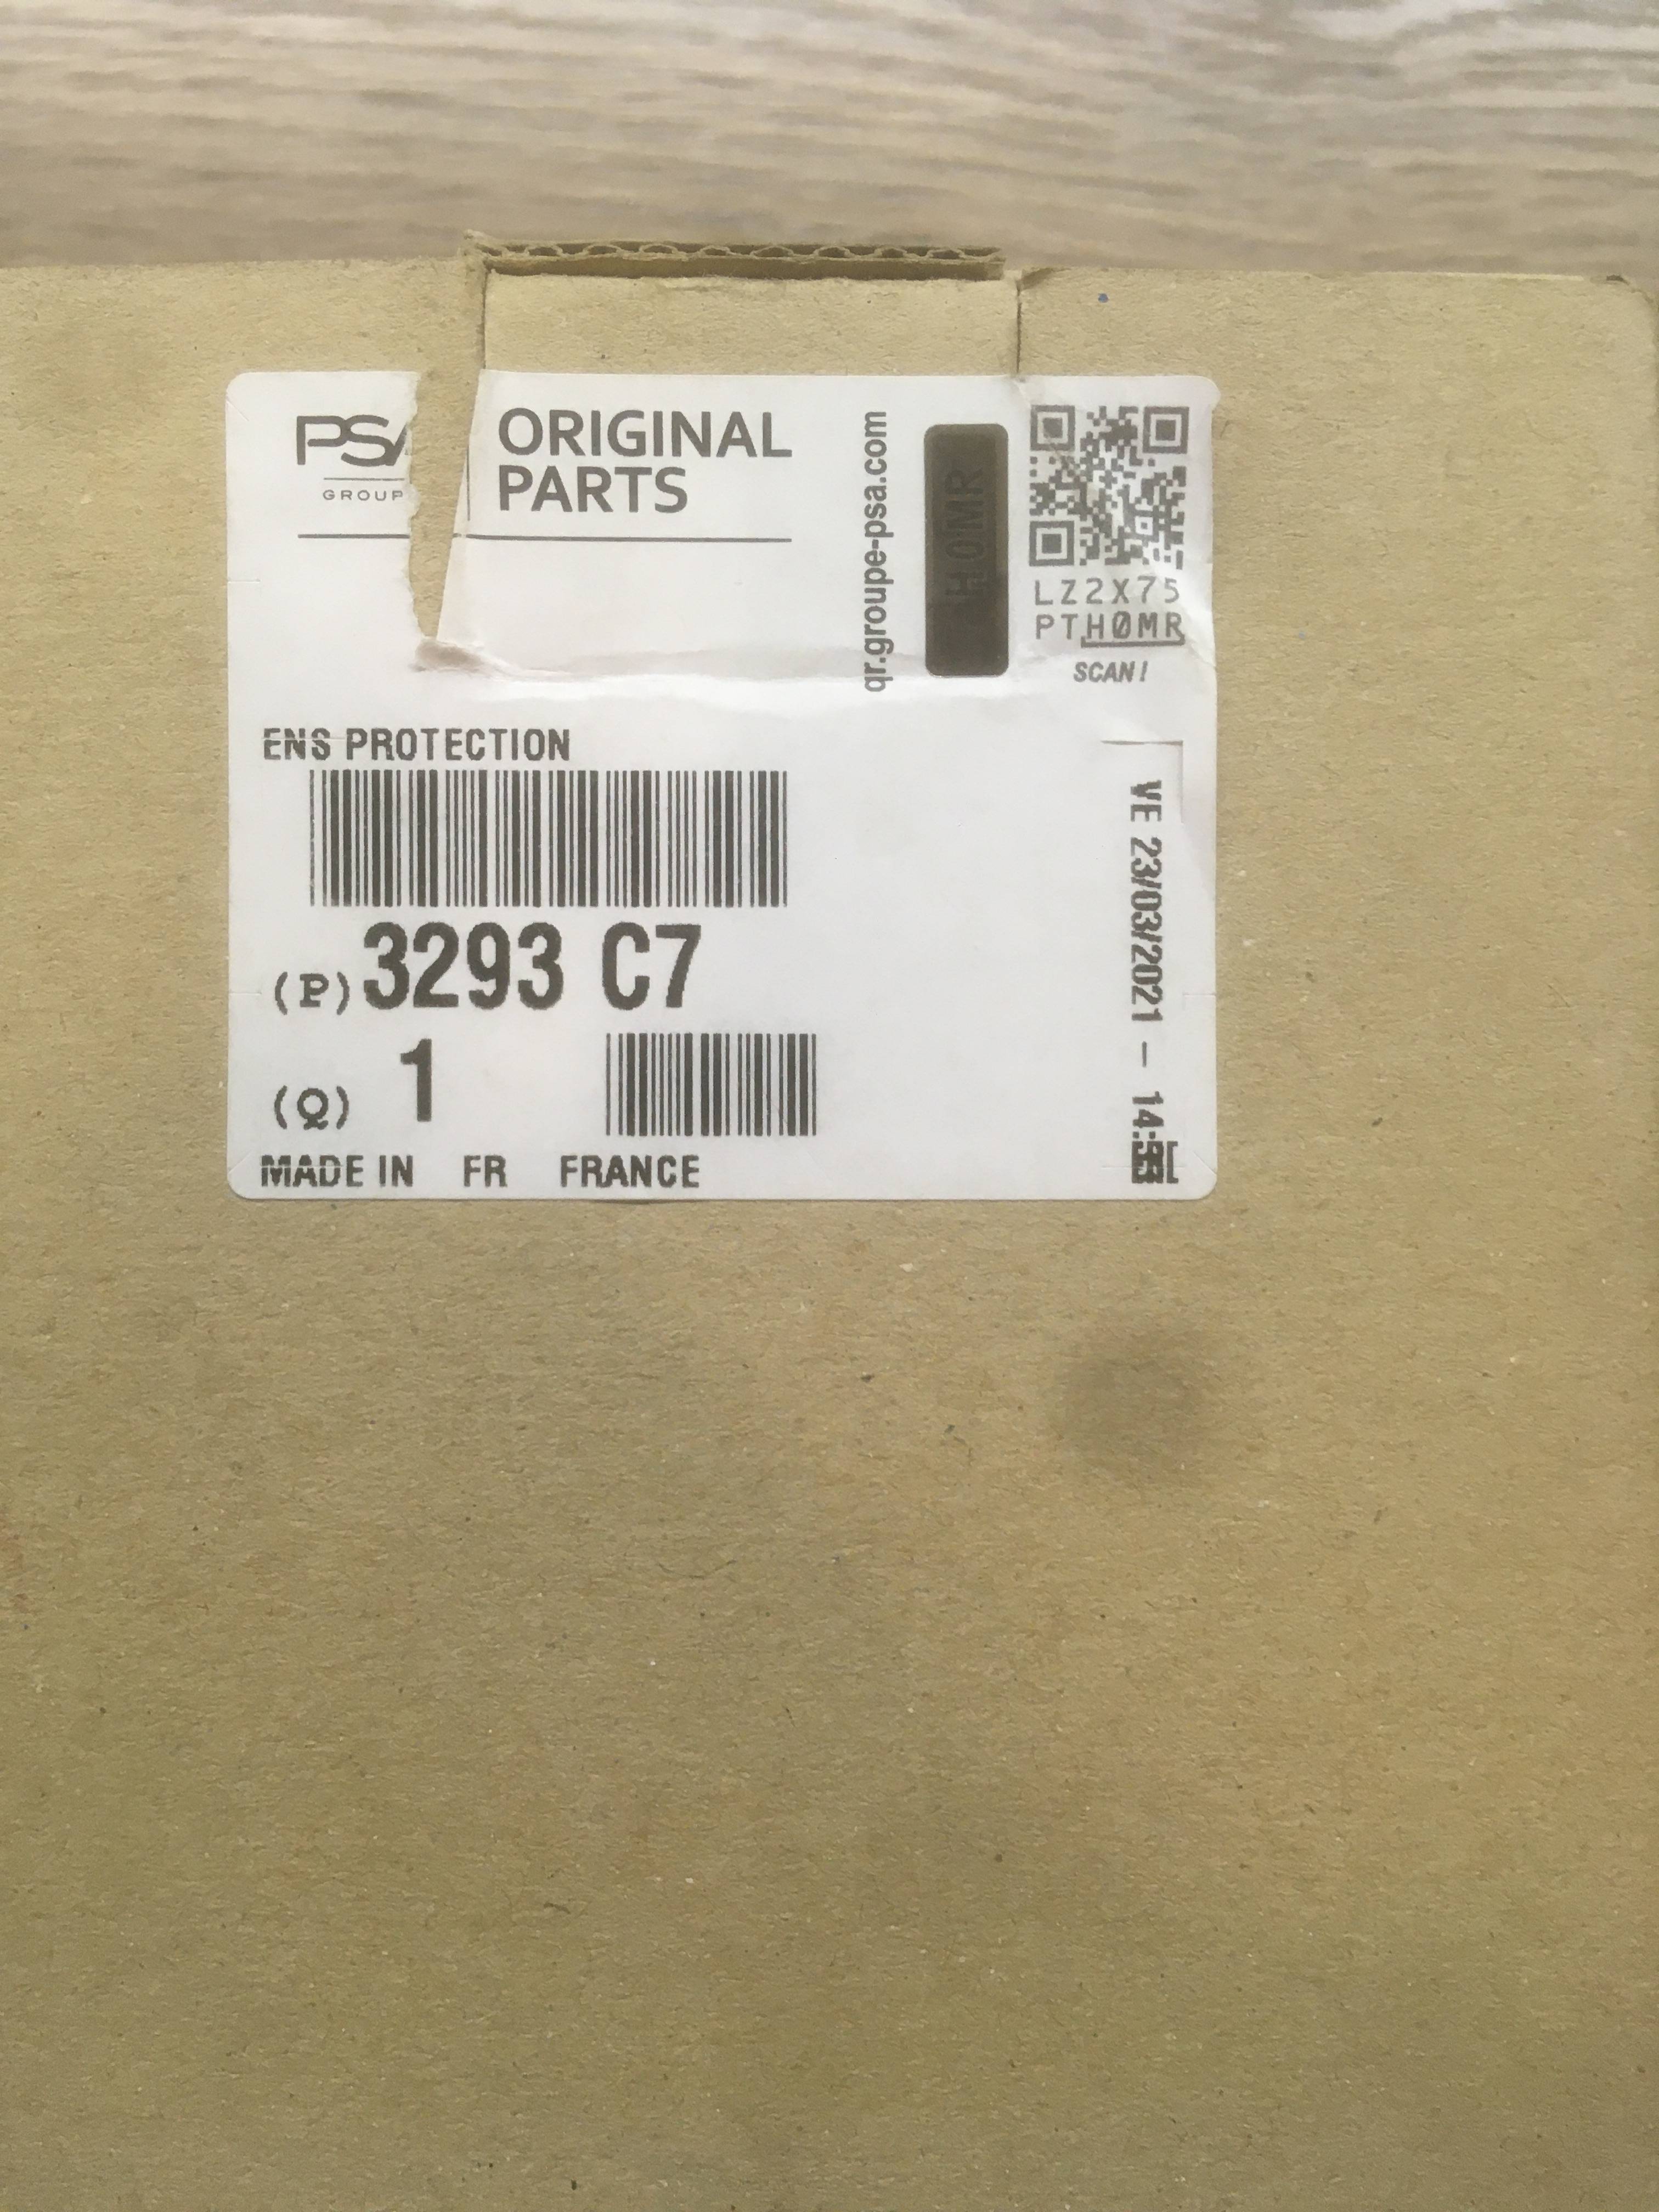 PSA
GROUP
ORIGINAL
PARTS
qr.groupe-psa.com
H0MR
LZ2X75
PTH0MR
SCAN!
ENS PROTECTION
(P) 3293 C7
(Q) 1
MADE IN FR FRANCE
VE 23/03/2021 -